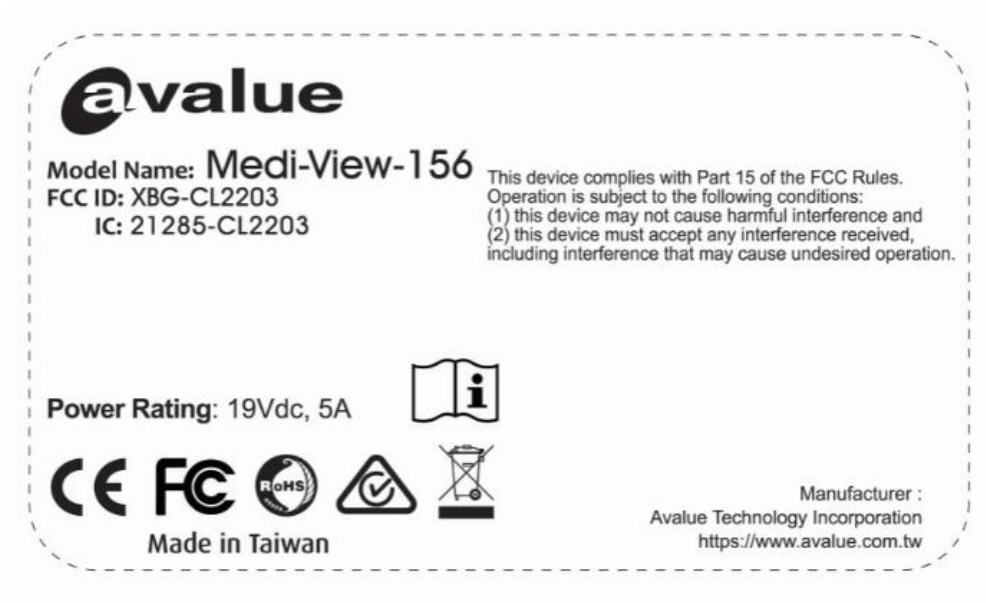 avalue
Model Name: Medi-View-156
FCC ID: XBG-CL2203
IC: 21285-CL2203
This device complies with Part 15 of the FCC Rules.
Operation is subject to the following conditions:
(1) this device may not cause harmful interference and
(2) this device must accept any interference received,
including interference that may cause undesired operation.
Power Rating: 19Vdc, 5A
i
CE FC RoHS
Made in Taiwan
Manufacturer :
Avalue Technology Incorporation
https://www.avalue.com.tw